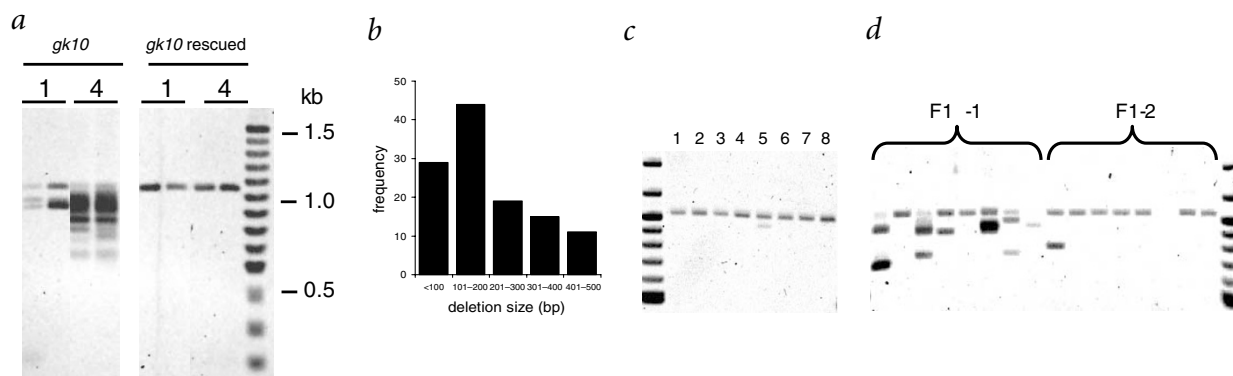 a
gk10
gk10 rescued
1 4 1 4
kb
1.5
1.0
0.5
b
50
40
30
20
10
0
frequency
<100 101–200 201–300 301–400 401–500
deletion size (bp)
c
1 2 3 4 5 6 7 8
d
F1 -1 F1-2